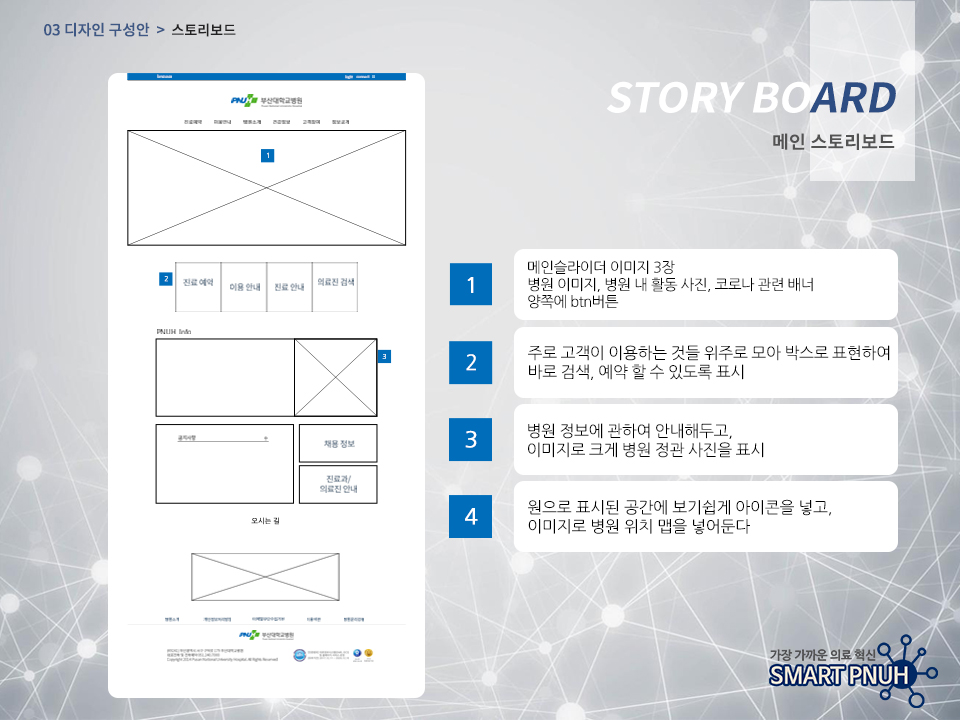 03 디자인 구성안 > 스토리보드
PNUH 부산대학교병원
진료예약 이용안내 병원소개 건강정보 고객참여 정보공개
1
2
진료 예약
이용 안내
진료 안내
의료진 검색
PNUH Info
3
공지사항 +
채용 정보
진료과/
의료진 안내
오시는 길
PNUH 부산대학교병원
STORY BOARD
메인 스토리보드
1
메인슬라이더 이미지 3장
병원 이미지, 병원 내 활동 사진, 코로나 관련 배너
양쪽에 btn버튼
2
주로 고객이 이용하는 것들 위주로 모아 박스로 표현하여
바로 검색, 예약 할 수 있도록 표시
3
병원 정보에 관하여 안내해두고,
이미지로 크게 병원 정관 사진을 표시
4
원으로 표시된 공간에 보기쉽게 아이콘을 넣고,
이미지로 병원 위치 맵을 넣어둔다
가장 가까운 의료 혁신
SMART PNUH